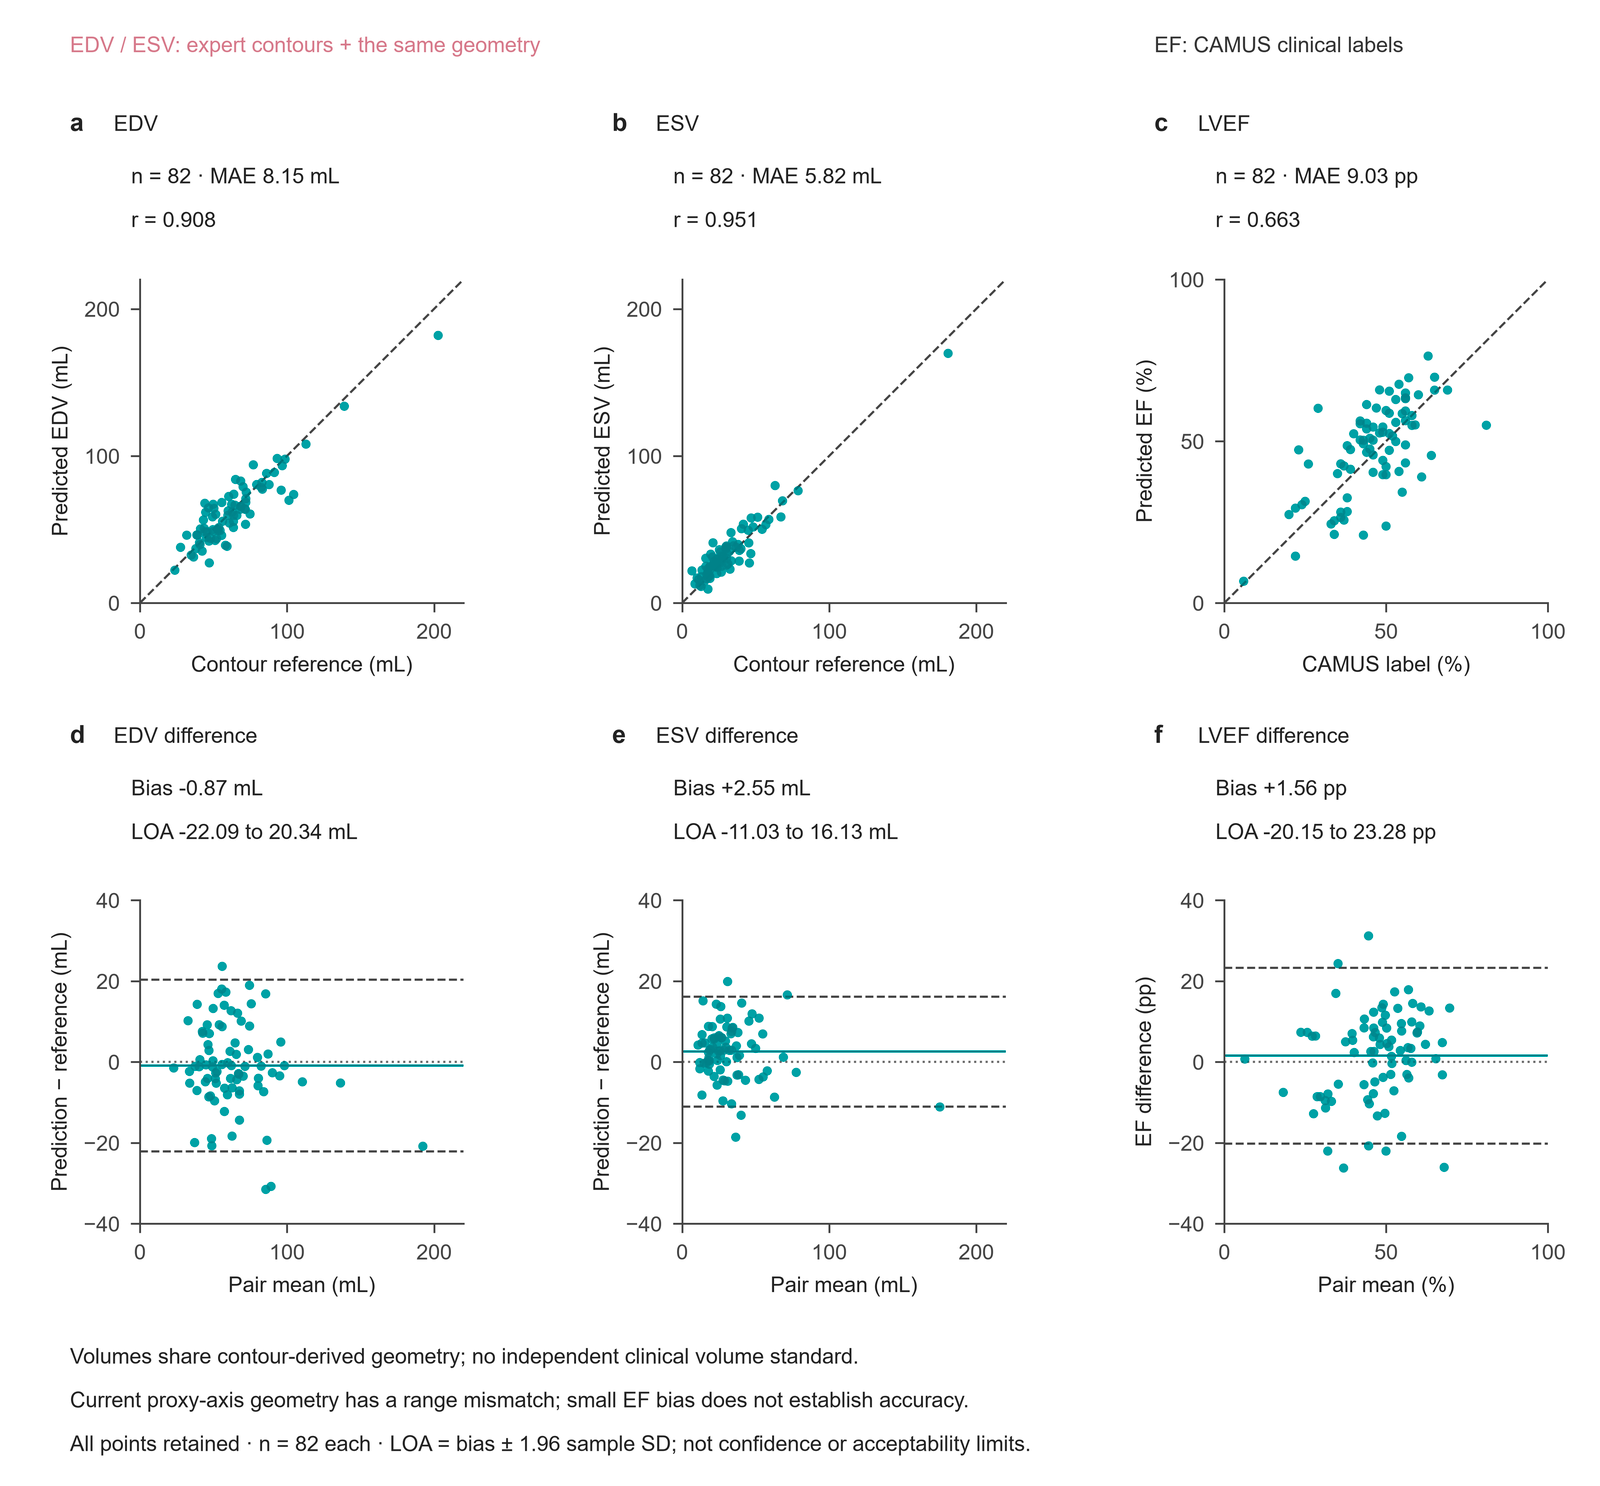 EDV / ESV: expert contours + the same geometry
EF: CAMUS clinical labels
a EDV
n = 82 · MAE 8.15 mL
r = 0.908
Predicted EDV (mL)
200
100
0
0 100 200
Contour reference (mL)
b ESV
n = 82 · MAE 5.82 mL
r = 0.951
Predicted ESV (mL)
200
100
0
0 100 200
Contour reference (mL)
c LVEF
n = 82 · MAE 9.03 pp
r = 0.663
Predicted EF (%)
100
50
0
0 50 100
CAMUS label (%)
d EDV difference
Bias -0.87 mL
LOA -22.09 to 20.34 mL
Prediction − reference (mL)
40
20
0
−20
−40
0 100 200
Pair mean (mL)
e ESV difference
Bias +2.55 mL
LOA -11.03 to 16.13 mL
Prediction − reference (mL)
40
20
0
−20
−40
0 100 200
Pair mean (mL)
f LVEF difference
Bias +1.56 pp
LOA -20.15 to 23.28 pp
EF difference (pp)
40
20
0
−20
−40
0 50 100
Pair mean (%)
Volumes share contour-derived geometry; no independent clinical volume standard.
Current proxy-axis geometry has a range mismatch; small EF bias does not establish accuracy.
All points retained · n = 82 each · LOA = bias ± 1.96 sample SD; not confidence or acceptability limits.